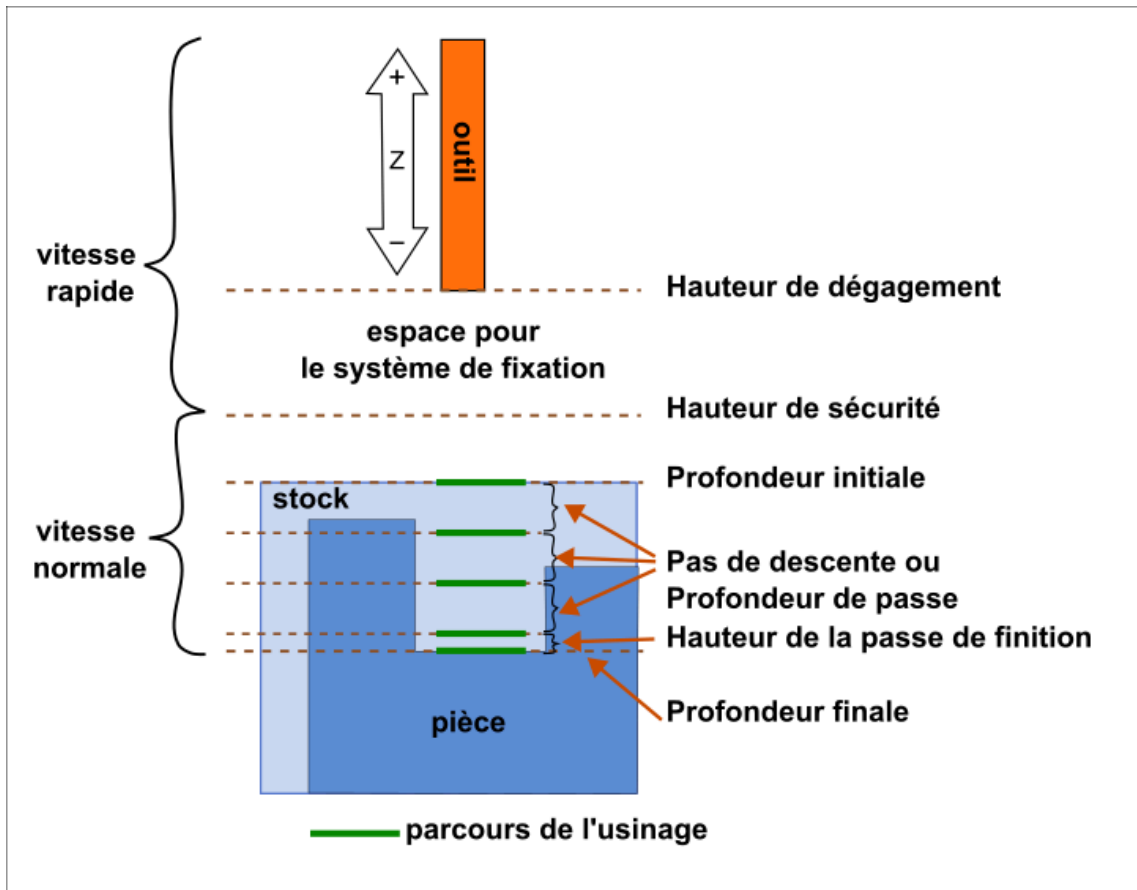 +
Z
−
outil
vitesse
rapide
Hauteur de dégagement
espace pour
le système de fixation
Hauteur de sécurité
Profondeur initiale
stock
vitesse
normale
Pas de descente ou
Profondeur de passe
Hauteur de la passe de finition
Profondeur finale
pièce
parcours de l'usinage